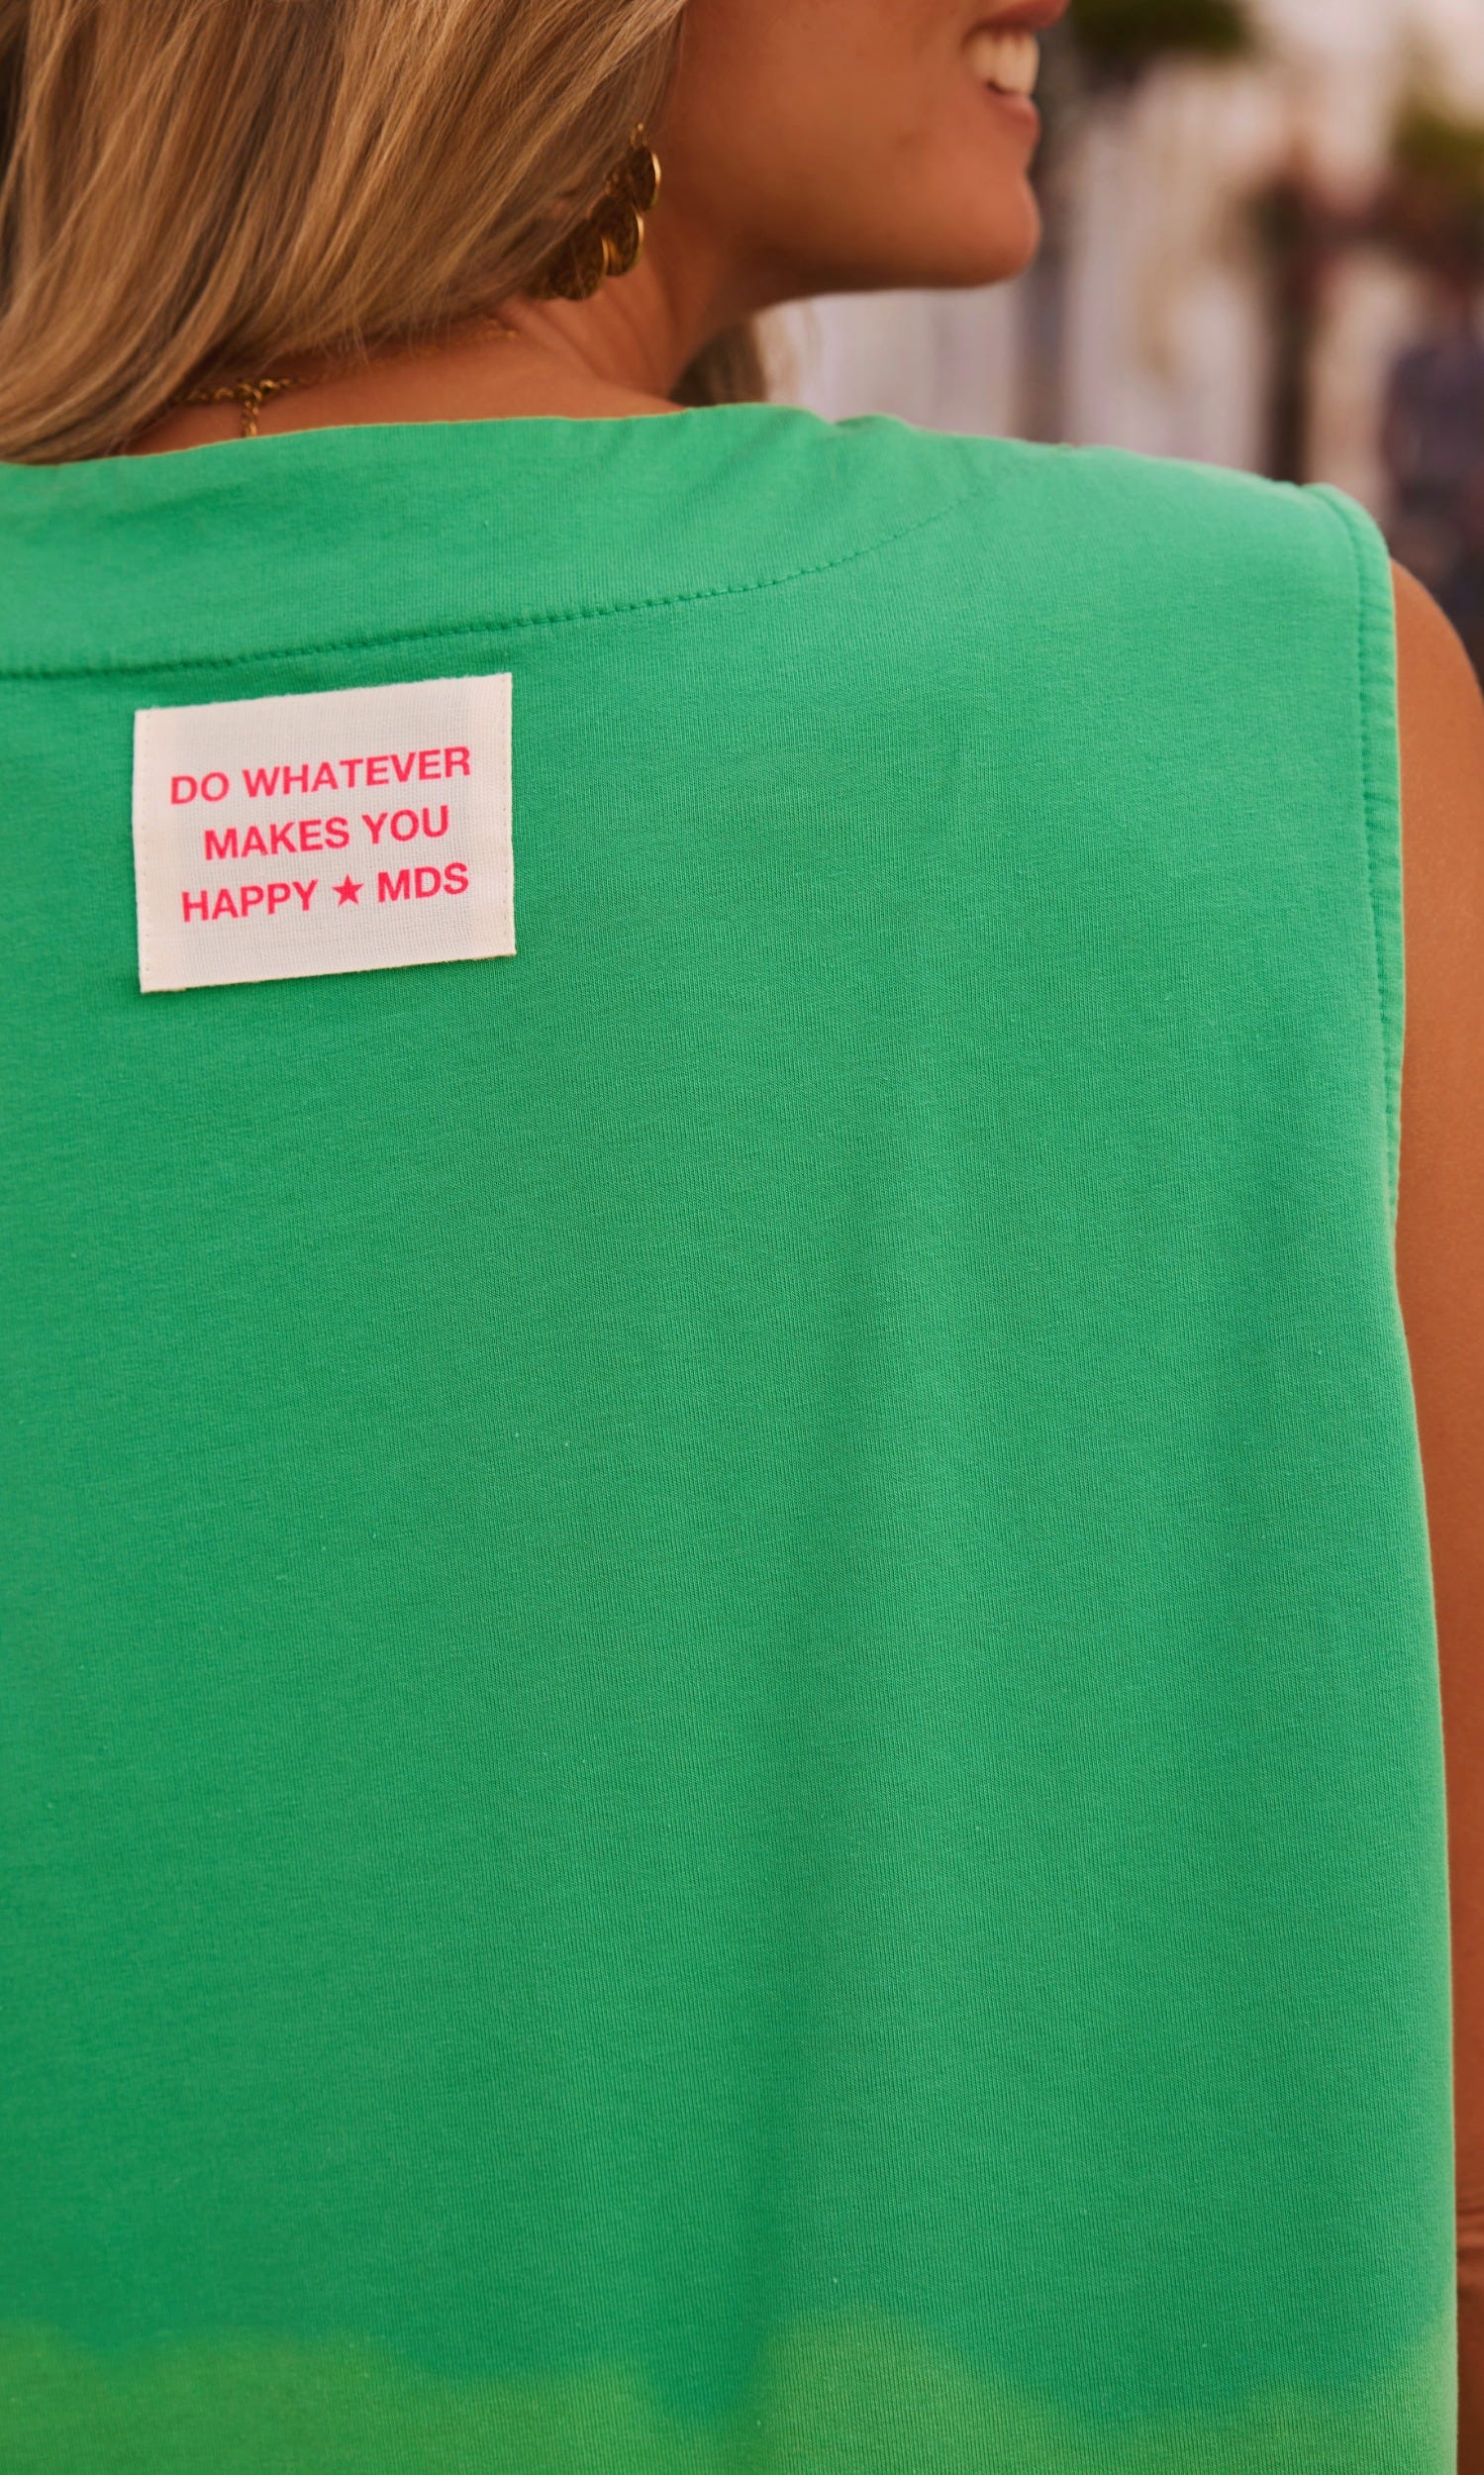 DO WHATEVER
MAKES YOU
HAPPY ★ MDS